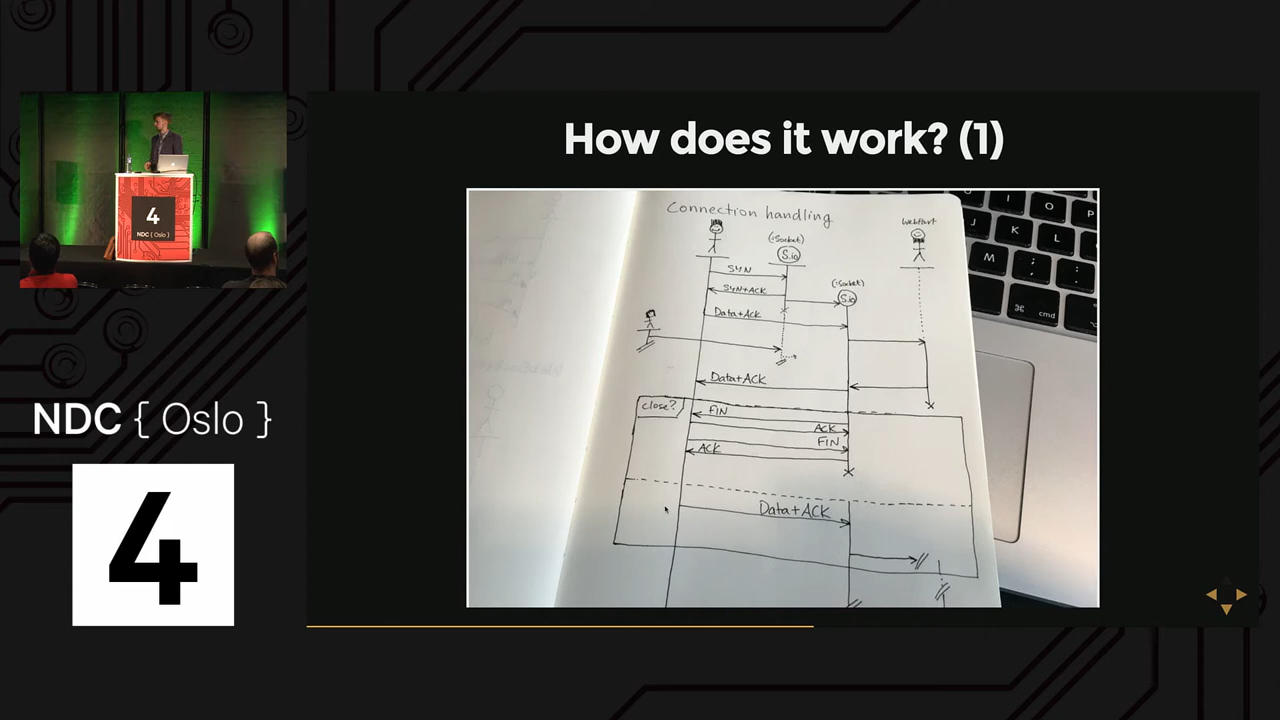 How does it work? (1)
Connection handling
(:Socket)
S.io
SYN
SYN+ACK
(:Socket)
S.io
Data+ACK
Data+ACK
close?
FIN
ACK
FIN
ACK
Data+ACK
O
P
J
K
L
M
;
:
⌘
cmd
4
NDC { Oslo }
NDC { Oslo }
4